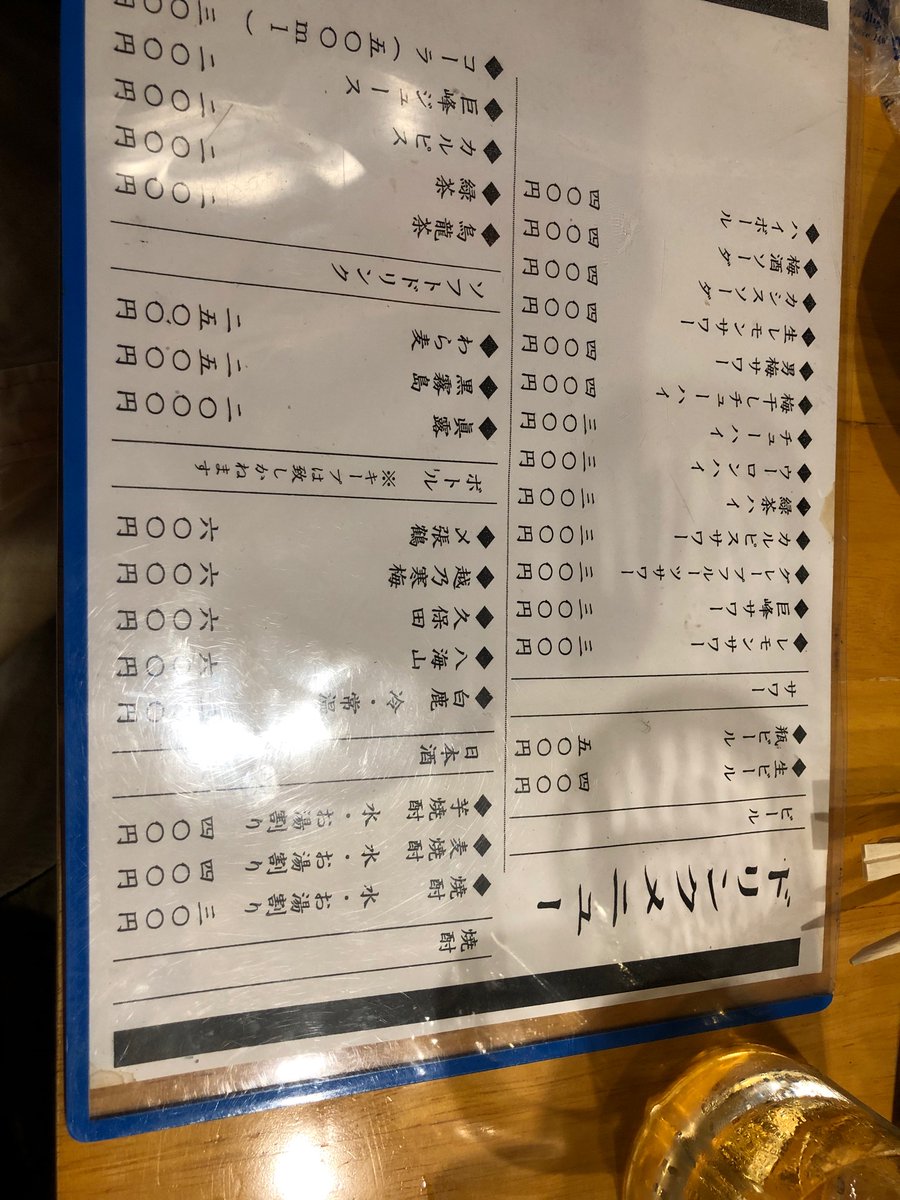 ドリンクメニュー
ビール
◆生ビール 四〇〇円
◆瓶ビール 五〇〇円
サワー
◆レモンサワー 三〇〇円
◆巨峰サワー 三〇〇円
◆グレープフルーツサワー 三〇〇円
◆カルピスサワー 三〇〇円
◆緑茶ハイ 三〇〇円
◆ウーロンハイ 三〇〇円
◆チューハイ 三〇〇円
◆梅干しチューハイ 四〇〇円
◆男梅サワー 四〇〇円
◆生レモンサワー 四〇〇円
◆カシスソーダ 四〇〇円
◆梅酒ソーダ 四〇〇円
◆ハイボール 四〇〇円
焼酎
◆焼酎 水・お湯割り 三〇〇円
◆麦焼酎 水・お湯割り 四〇〇円
◆芋焼酎 水・お湯割り 四〇〇円
日本酒
◆白鹿 冷・常温 〇円
◆八海山 六〇〇円
◆久保田 六〇〇円
◆越乃寒梅 六〇〇円
◆〆張鶴 六〇〇円
ボトル ※キープは致しかねます
◆眞露 二〇〇〇円
◆黒霧島 二五〇〇円
◆わら麦 二五〇〇円
ソフトドリンク
◆烏龍茶 二〇〇円
◆緑茶 二〇〇円
◆カルピス 二〇〇円
◆巨峰ジュース 二〇〇円
◆コーラ(五〇〇ml) 三〇〇円